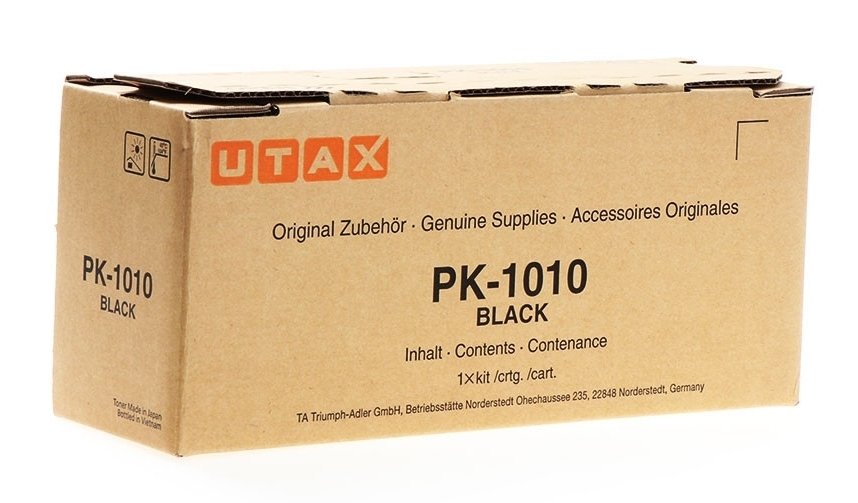 UTAX
Original Zubehör · Genuine Supplies · Accessoires Originales
PK-1010
BLACK
Inhalt · Contents · Contenance
1×kit /crtg. /cart.
TA Triumph-Adler GmbH, Betriebsstätte Norderstedt Ohechaussee 235, 22848 Norderstedt, Germany
PK-1010
BLACK
Toner Made in Japan
Bottled in Vietnam